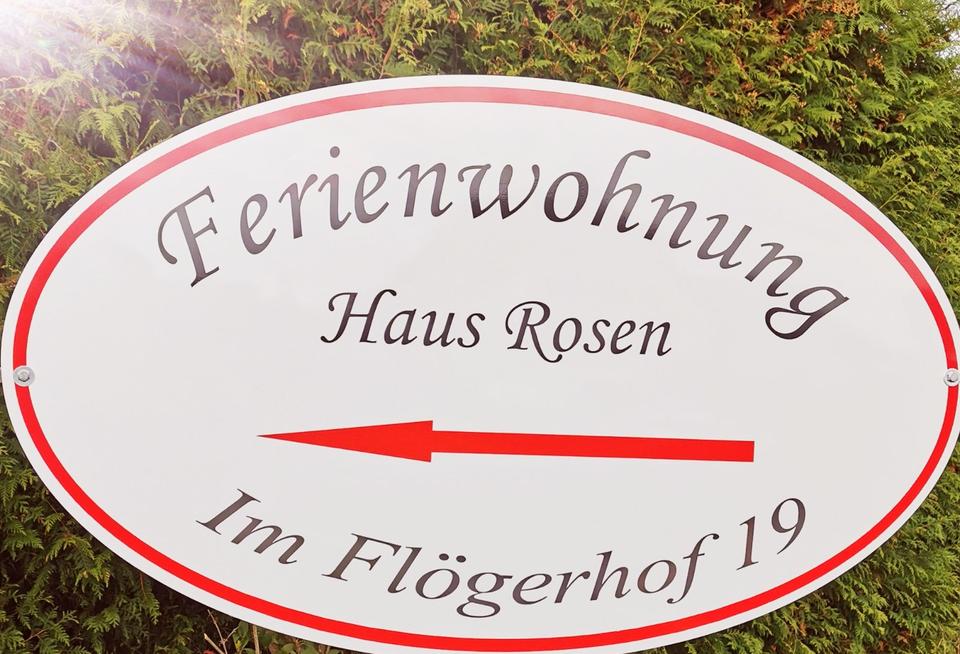 Ferienwohnung
Haus Rosen
Im Flögerhof 19